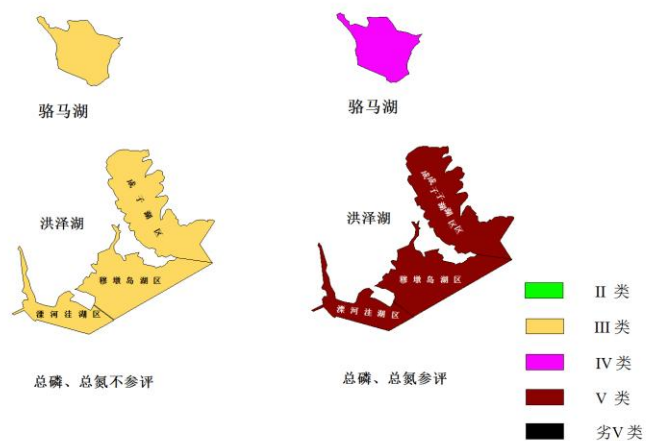 骆马湖
骆马湖
成子湖区
成子湖区
洪泽湖
洪泽湖
穆墩岛湖区
穆墩岛湖区
溧河洼湖区
溧河洼湖区
总磷、总氮不参评
总磷、总氮参评
II 类
III 类
IV 类
V 类
劣V 类